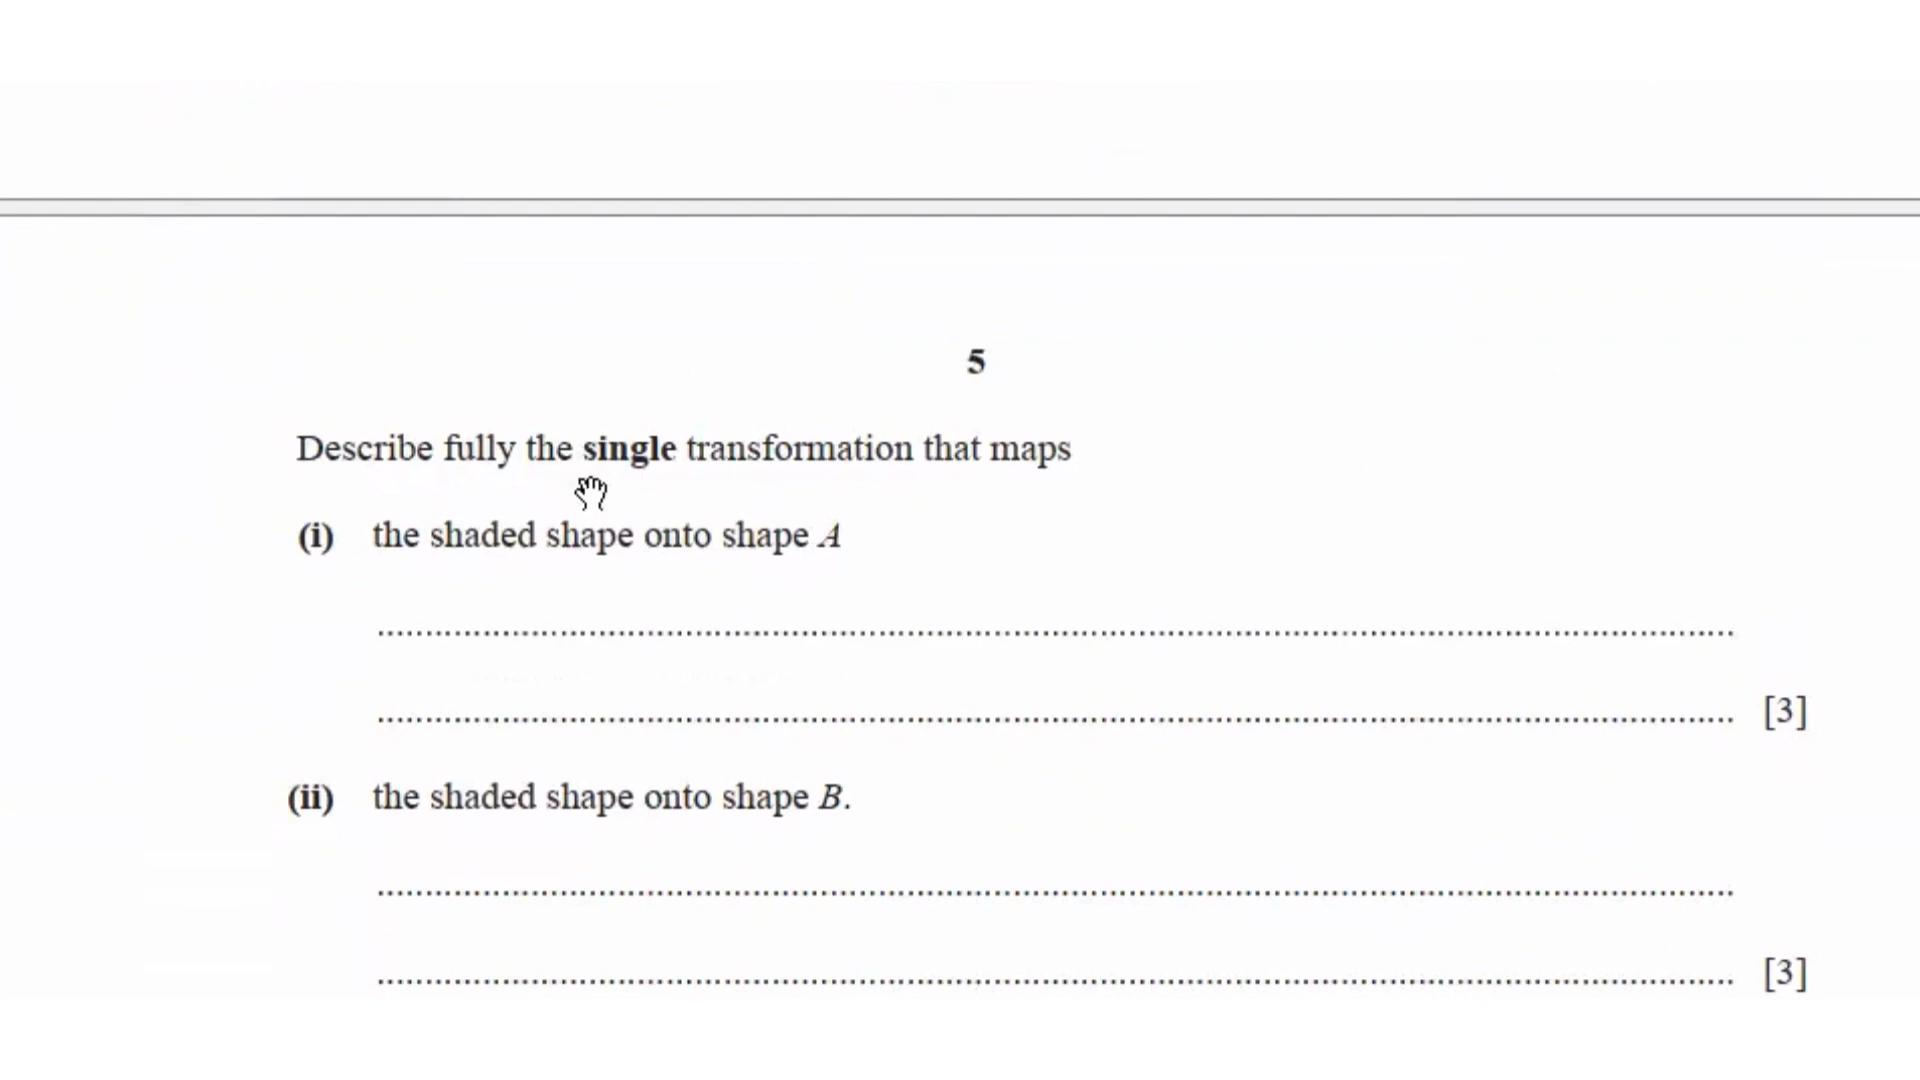 5
Describe fully the single transformation that maps
(i) the shaded shape onto shape A
....................................................................................................
.................................................................................................... [3]
(ii) the shaded shape onto shape B.
....................................................................................................
.................................................................................................... [3]